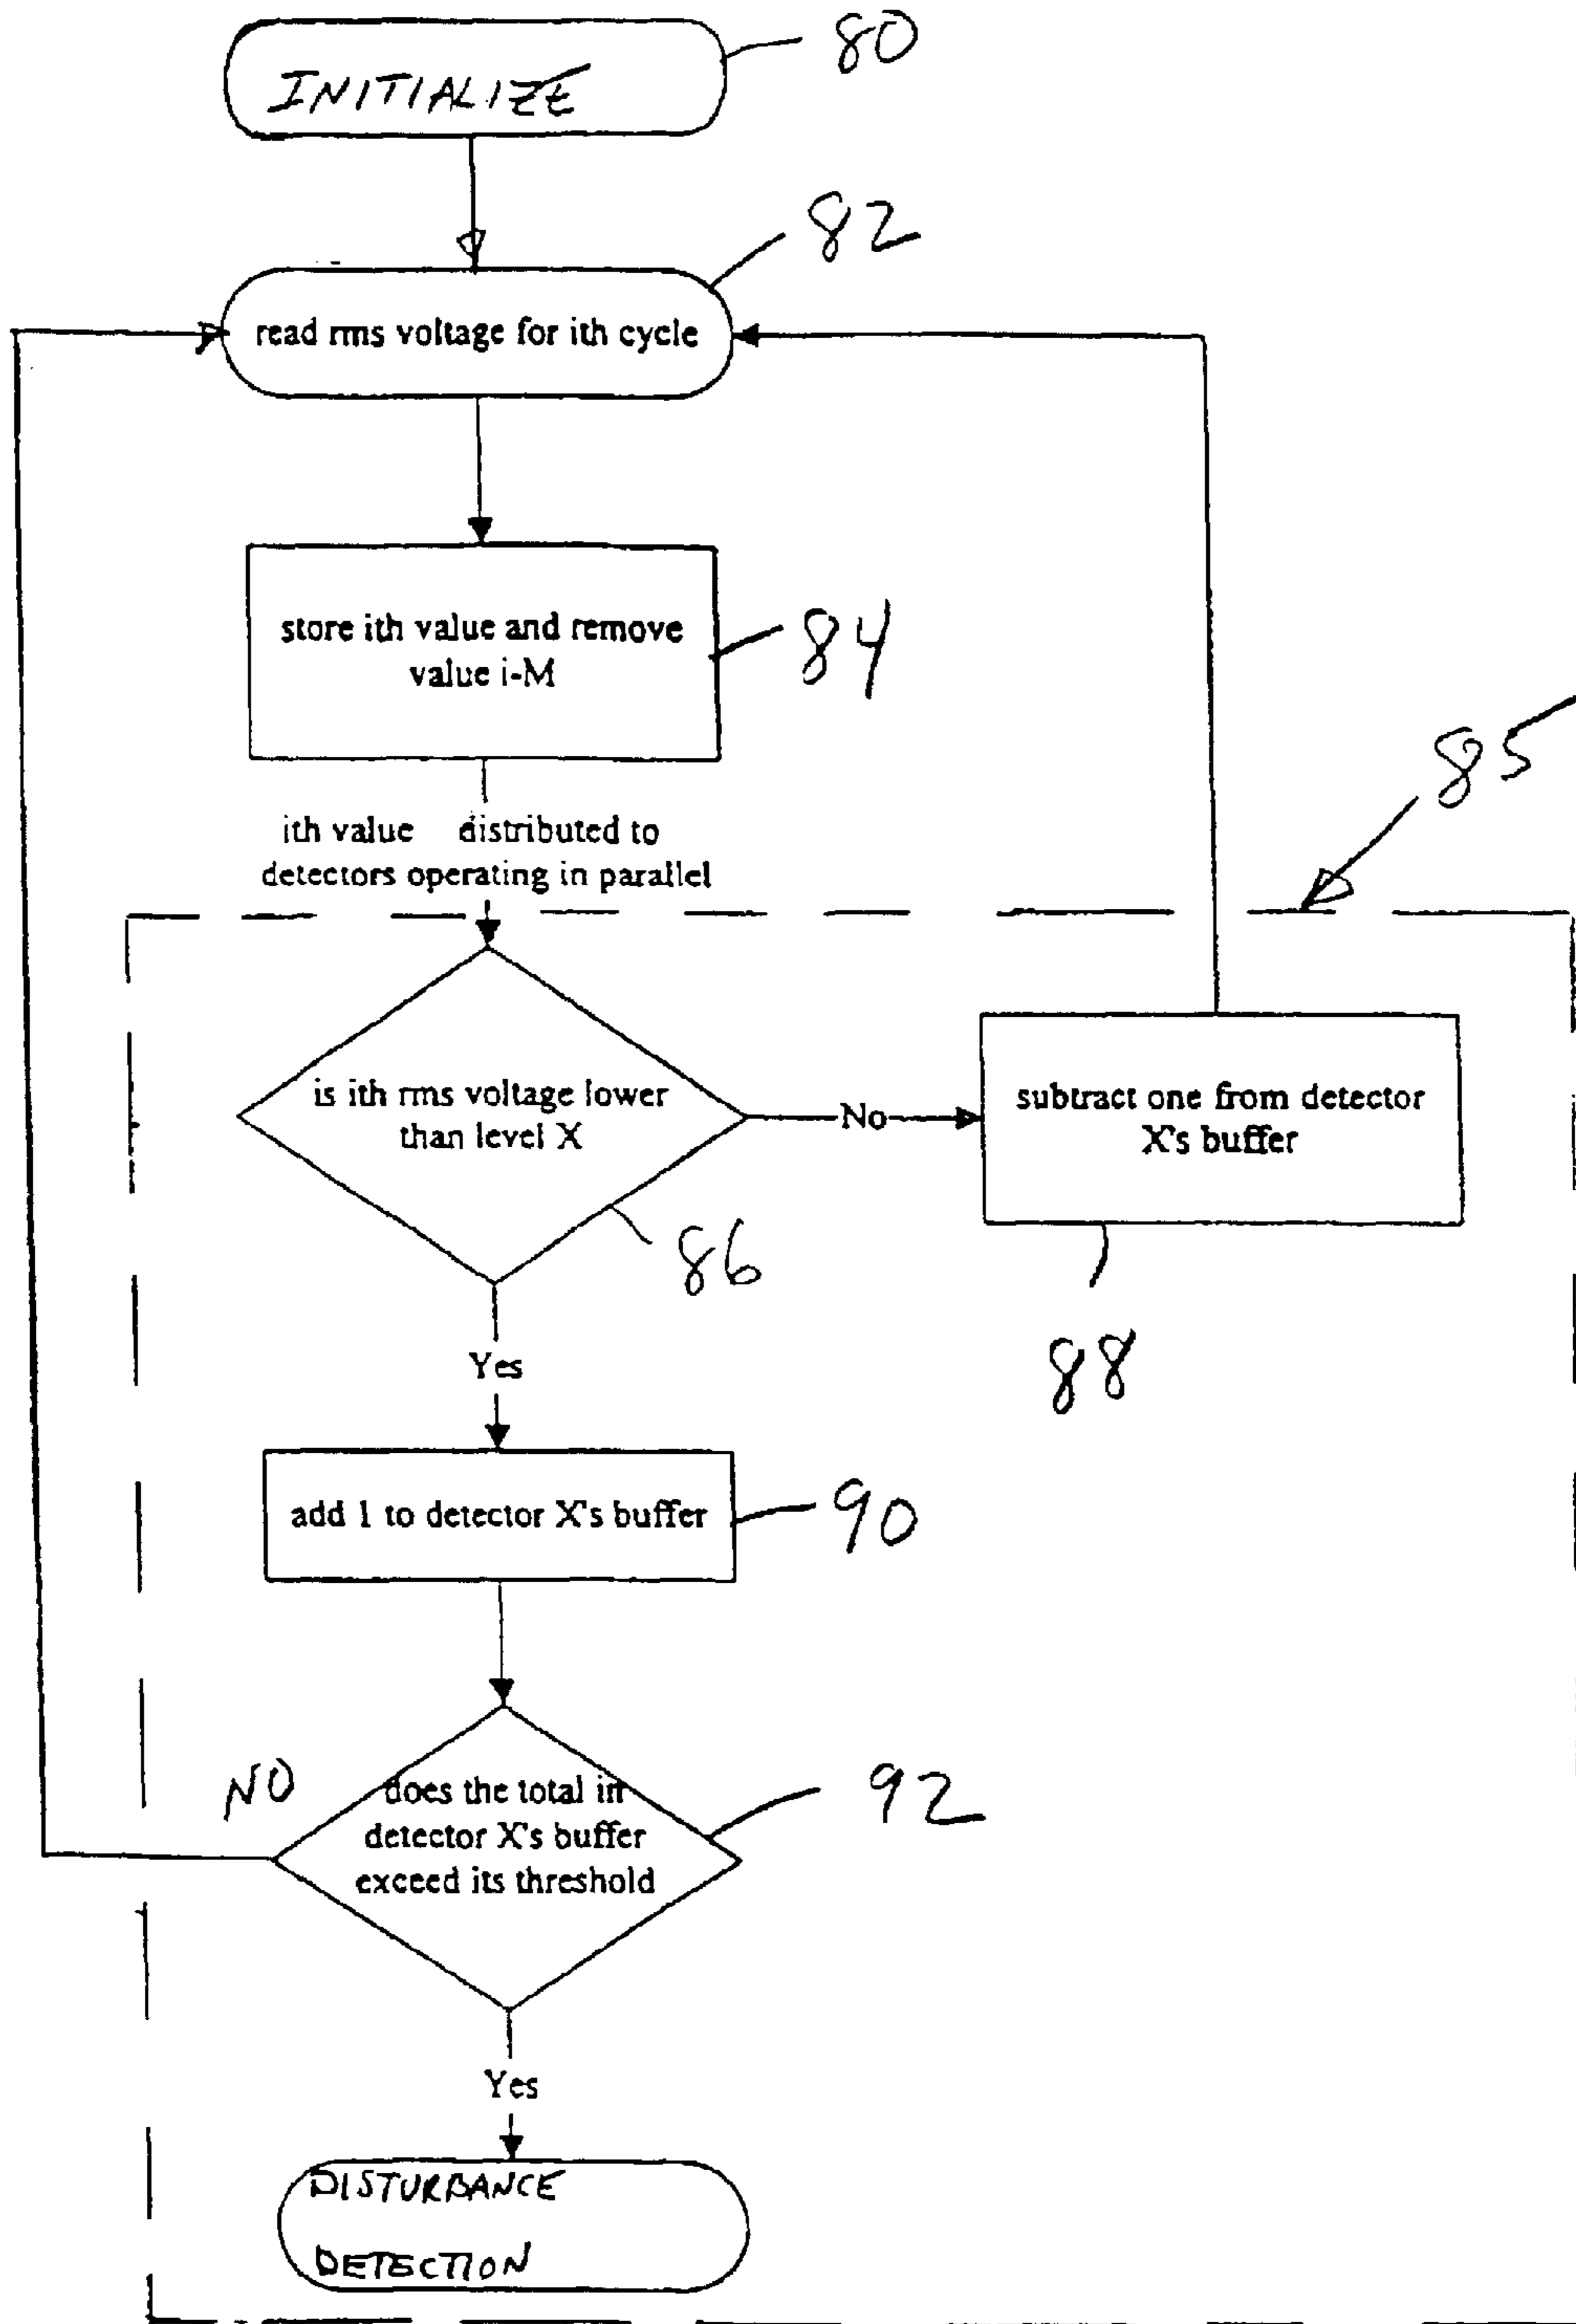 INITIALIZE
80
82
read rms voltage for ith cycle
store ith value and remove
value i-M
84
85
ith value distributed to
detectors operating in parallel
is ith rms voltage lower
than level X
No
subtract one from detector
X's buffer
86
88
Yes
add 1 to detector X's buffer
90
NO
does the total in
detector X's buffer
exceed its threshold
92
Yes
DISTURBANCE
DETECTION